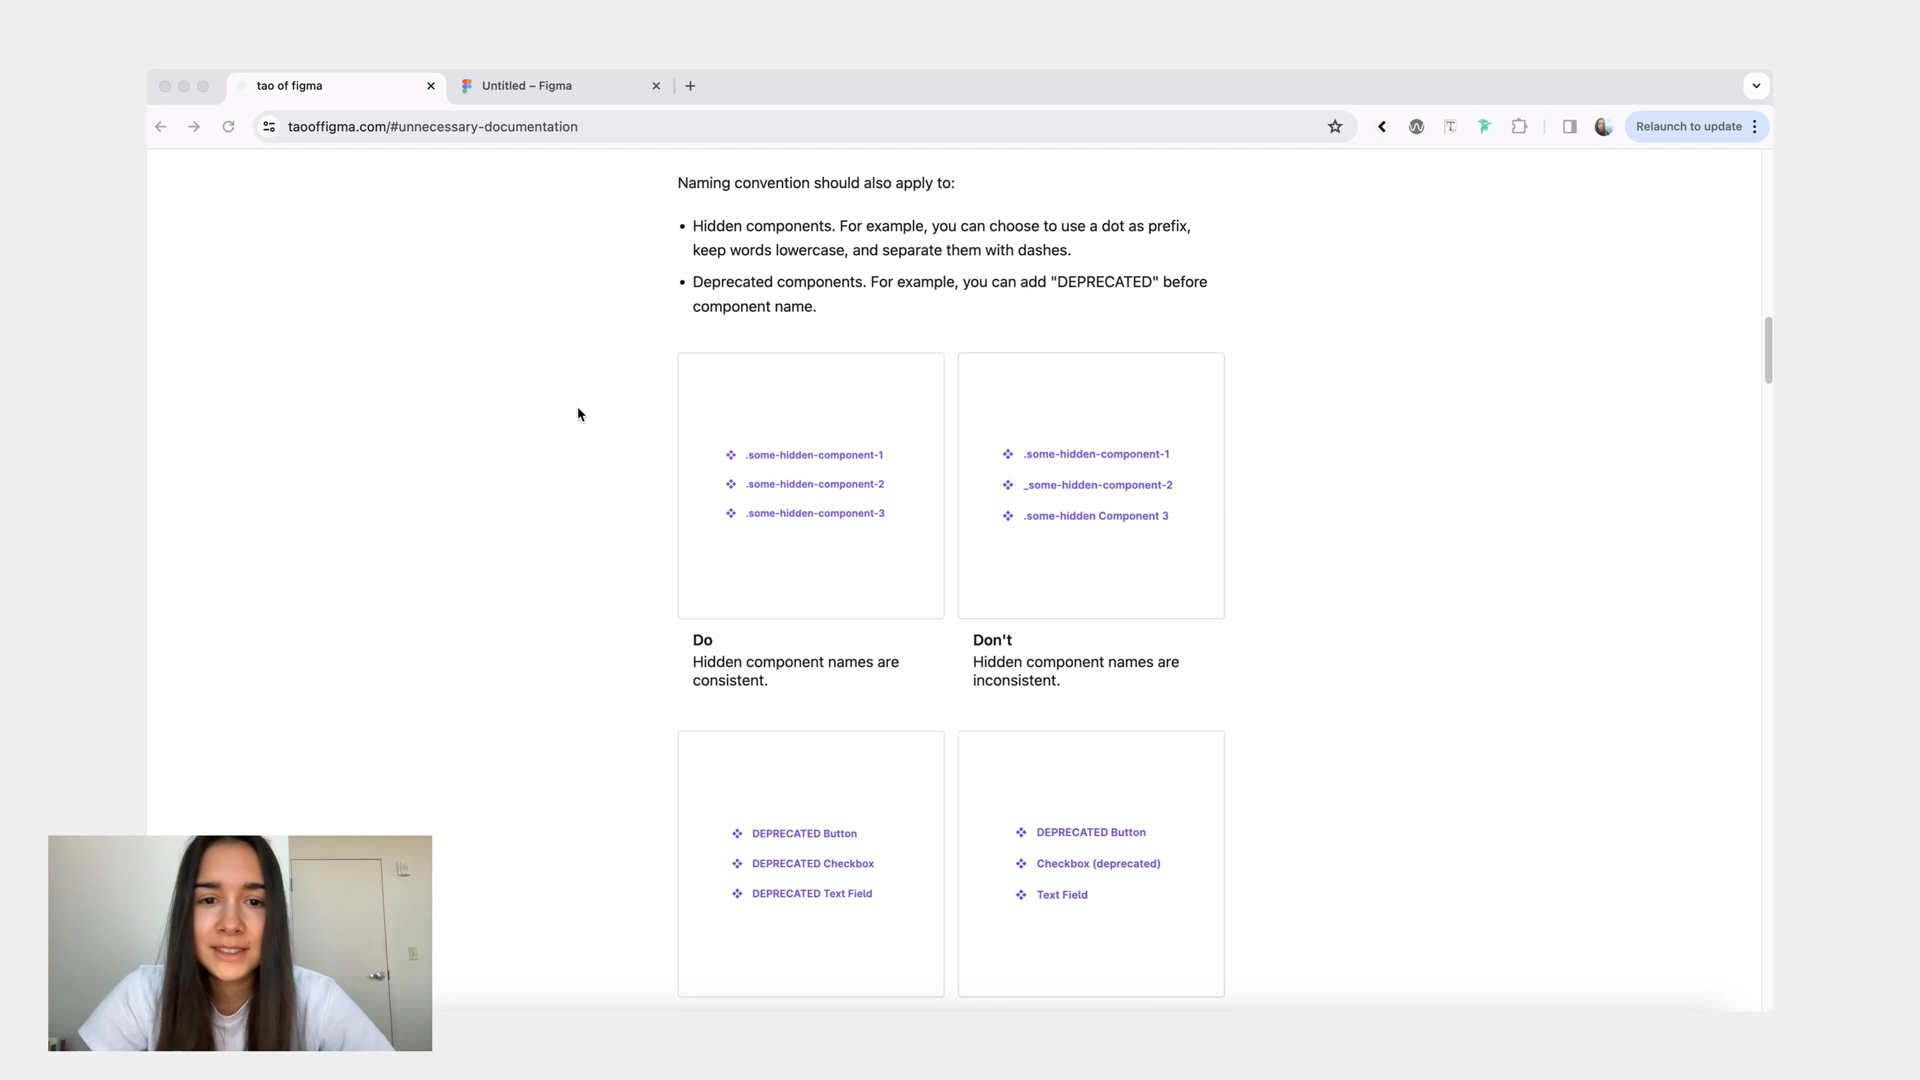 tao of figma
Untitled – Figma
taooffigma.com/#unnecessary-documentation
Relaunch to update
Naming convention should also apply to:
• Hidden components. For example, you can choose to use a dot as prefix,
keep words lowercase, and separate them with dashes.
• Deprecated components. For example, you can add "DEPRECATED" before
component name.
.some-hidden-component-1
.some-hidden-component-2
.some-hidden-component-3
.some-hidden-component-1
_some-hidden-component-2
.some-hidden Component 3
Do
Hidden component names are
consistent.
Don't
Hidden component names are
inconsistent.
DEPRECATED Button
DEPRECATED Checkbox
DEPRECATED Text Field
DEPRECATED Button
Checkbox (deprecated)
Text Field